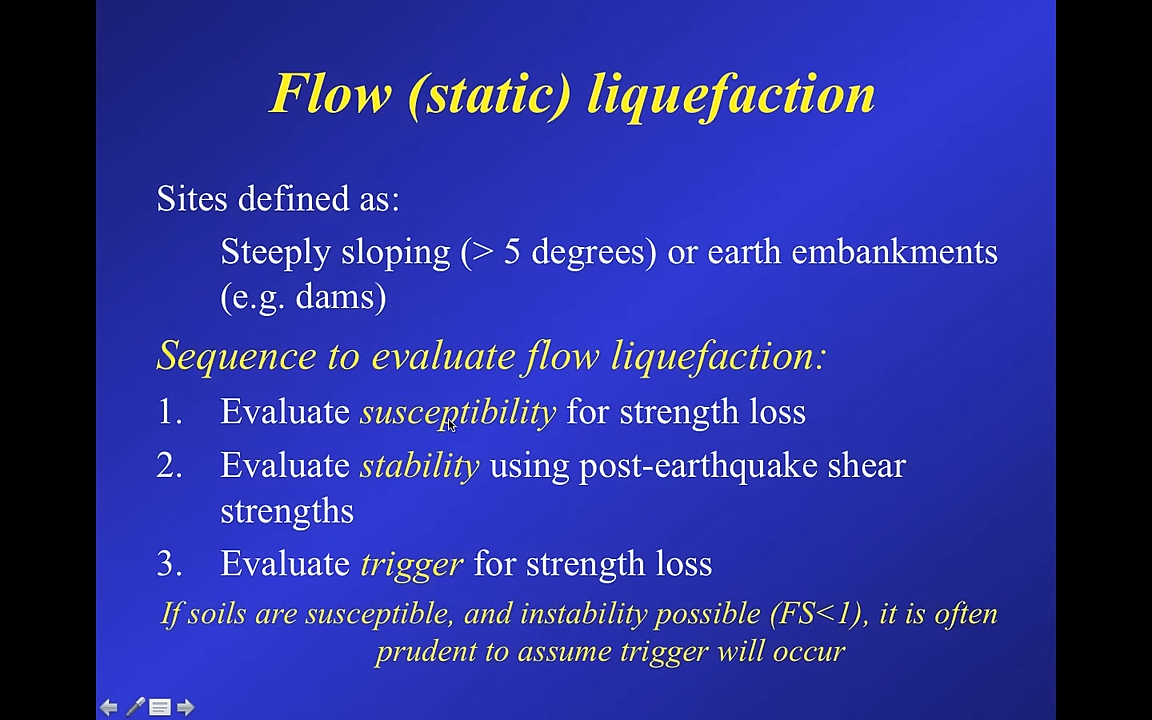 Flow (static) liquefaction
Sites defined as:
Steeply sloping (> 5 degrees) or earth embankments
(e.g. dams)
Sequence to evaluate flow liquefaction:
1. Evaluate susceptibility for strength loss
2. Evaluate stability using post-earthquake shear
strengths
3. Evaluate trigger for strength loss
If soils are susceptible, and instability possible (FS<1), it is often
prudent to assume trigger will occur